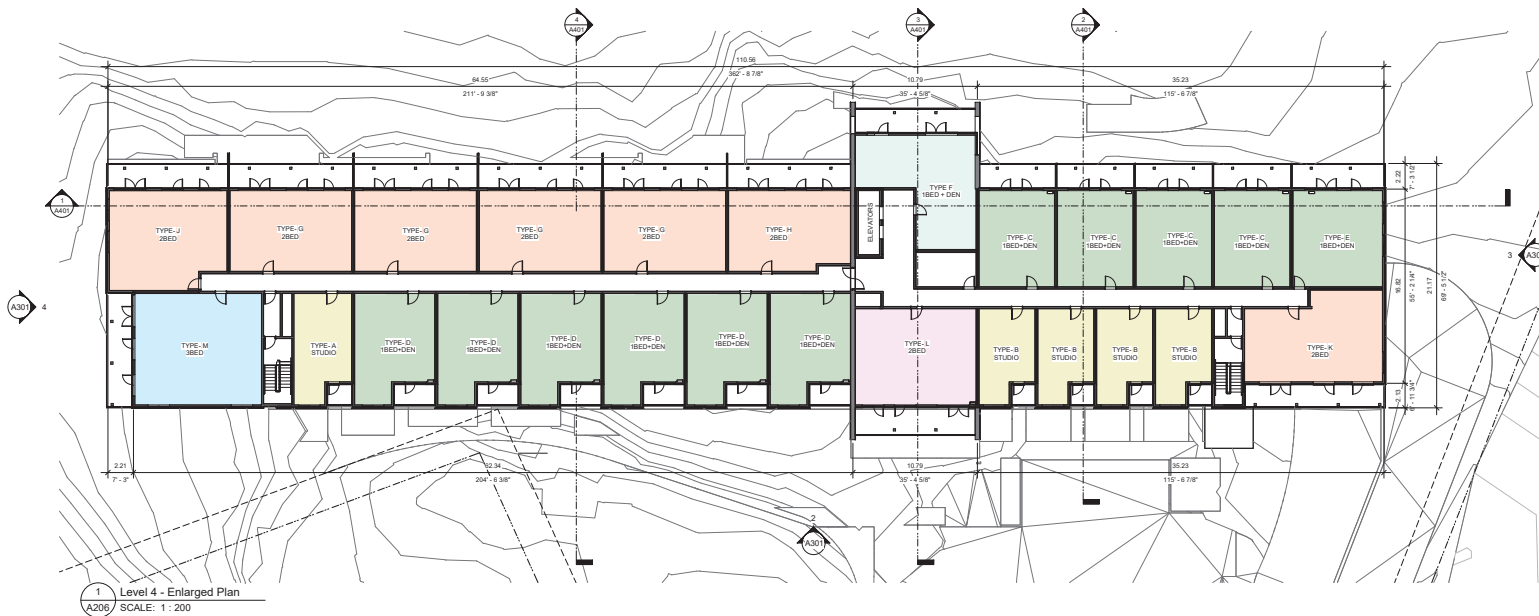 4
A401
3
A401
2
A401
110.56
362' - 8 7/8"
64.55
211' - 9 3/8"
10.79
35' - 4 5/8"
35.23
115' - 6 7/8"
1
A401
TYPE-J
2BED
TYPE-G
2BED
TYPE-G
2BED
TYPE-G
2BED
TYPE-G
2BED
TYPE-H
2BED
ELEVATORS
TYPE F
1BED + DEN
TYPE-C
1BED+DEN
TYPE-C
1BED+DEN
TYPE-C
1BED+DEN
TYPE-C
1BED+DEN
TYPE-E
1BED+DEN
2.22
7' - 3 1/2"
16.82
55' - 2 1/4"
21.17
69' - 5 1/2"
2.13
6' - 11 3/4"
3
A301
4
TYPE-M
3BED
TYPE-A
STUDIO
TYPE-D
1BED+DEN
TYPE-D
1BED+DEN
TYPE-D
1BED+DEN
TYPE-D
1BED+DEN
TYPE-D
1BED+DEN
TYPE-D
1BED+DEN
TYPE-L
2BED
TYPE-B
STUDIO
TYPE-B
STUDIO
TYPE-B
STUDIO
TYPE-B
STUDIO
TYPE-K
2BED
2.21
7' - 3"
62.34
204' - 6 3/8"
10.79
35' - 4 5/8"
35.23
115' - 6 7/8"
2
A301
1
A206
Level 4 - Enlarged Plan
SCALE: 1 : 200